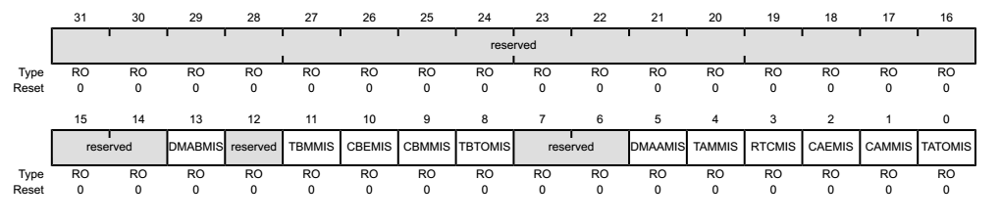 31 30 29 28 27 26 25 24 23 22 21 20 19 18 17 16
reserved
Type RO RO RO RO RO RO RO RO RO RO RO RO RO RO RO RO
Reset 0 0 0 0 0 0 0 0 0 0 0 0 0 0 0 0
15 14 13 12 11 10 9 8 7 6 5 4 3 2 1 0
reserved DMABMIS reserved TBMMIS CBEMIS CBMMIS TBTOMIS reserved DMAAMIS TAMMIS RTCMIS CAEMIS CAMMIS TATOMIS
Type RO RO RO RO RO RO RO RO RO RO RO RO RO RO RO RO
Reset 0 0 0 0 0 0 0 0 0 0 0 0 0 0 0 0